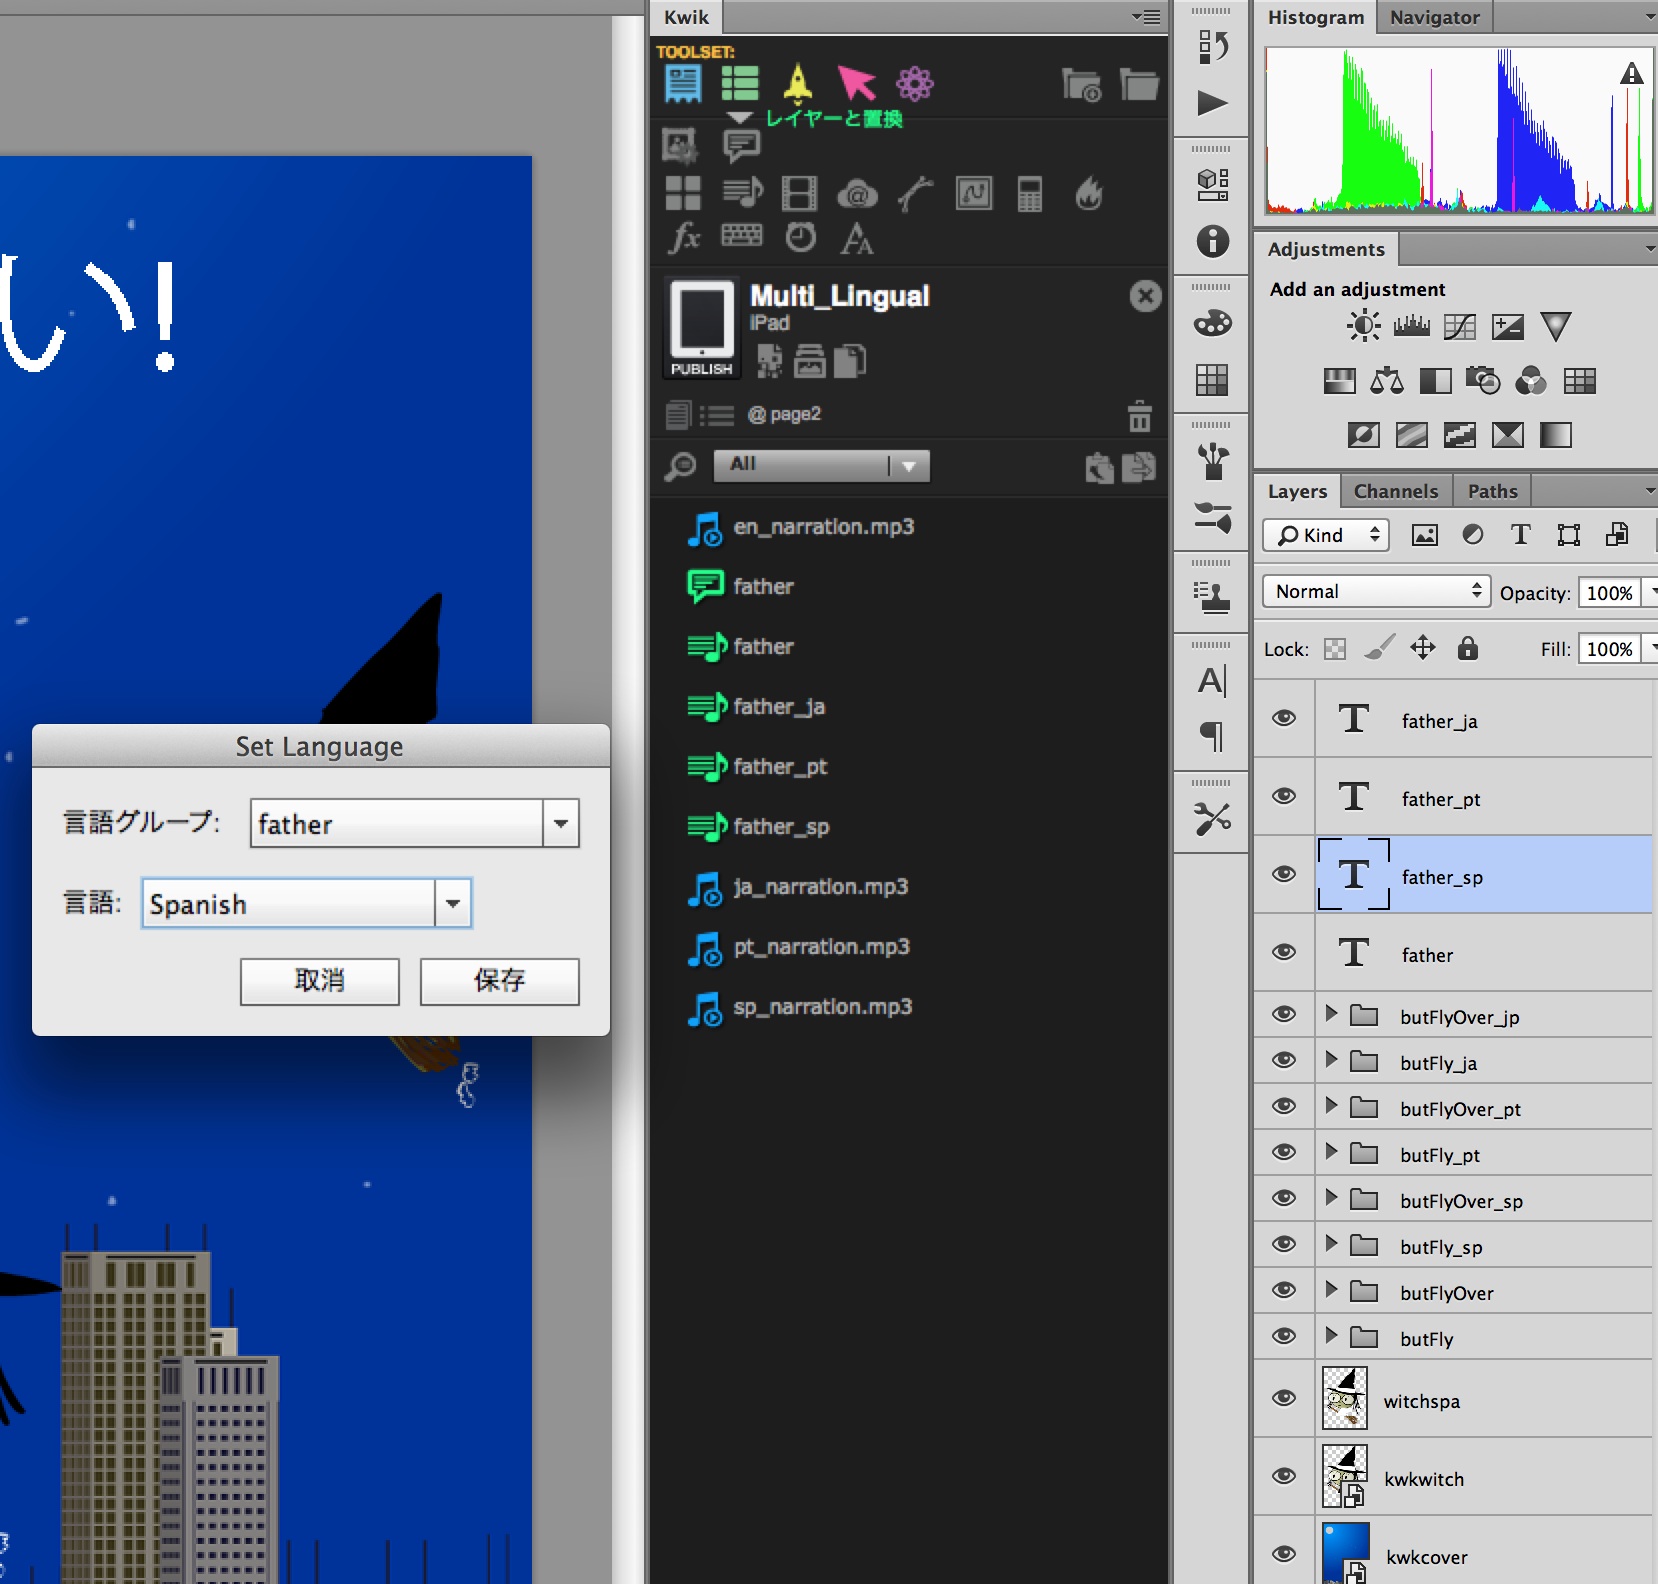 い!
Set Language
言語グループ:
father
言語:
Spanish
取消
保存
Kwik
TOOLSET:
レイヤーと置換
Multi_Lingual
iPad
PUBLISH
@ page2
All
en_narration.mp3
father
father
father_ja
father_pt
father_sp
ja_narration.mp3
pt_narration.mp3
sp_narration.mp3
Histogram
Navigator
Adjustments
Add an adjustment
Layers
Channels
Paths
Kind
Normal
Opacity: 100%
Lock:
Fill: 100%
father_ja
father_pt
father_sp
father
butFlyOver_jp
butFly_ja
butFlyOver_pt
butFly_pt
butFlyOver_sp
butFly_sp
butFlyOver
butFly
witchspa
kwkwitch
kwkcover